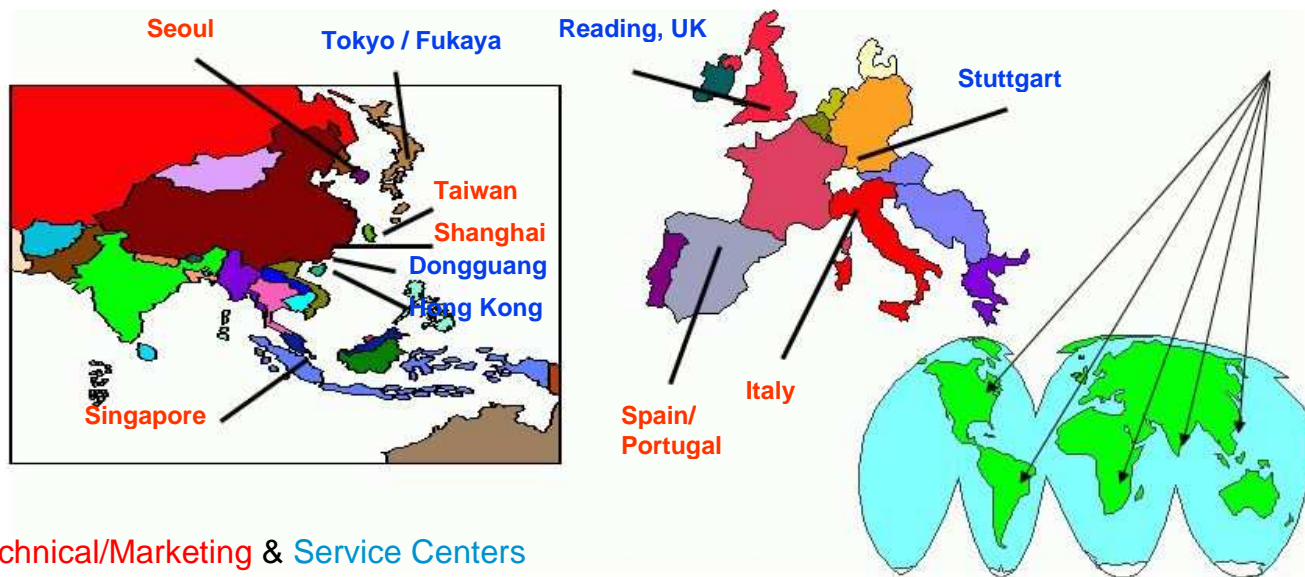 Seoul
Tokyo / Fukaya
Reading, UK
Stuttgart
Taiwan
Shanghai
Dongguang
Hong Kong
Singapore
Italy
Spain/
Portugal
chnical/Marketing & Service Centers